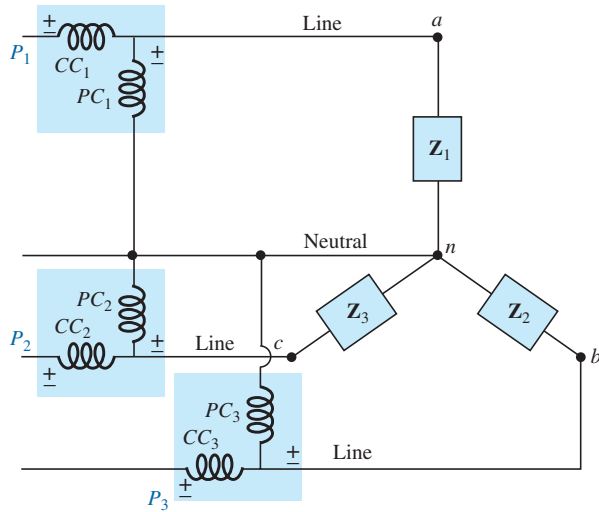 Line
a
±
P₁
CC₁
±
PC₁
Z₁
Neutral
n
PC₂
CC₂
Z₃
Z₂
P₂
±
Line
c
b
±
PC₃
CC₃
±
Line
P₃
±